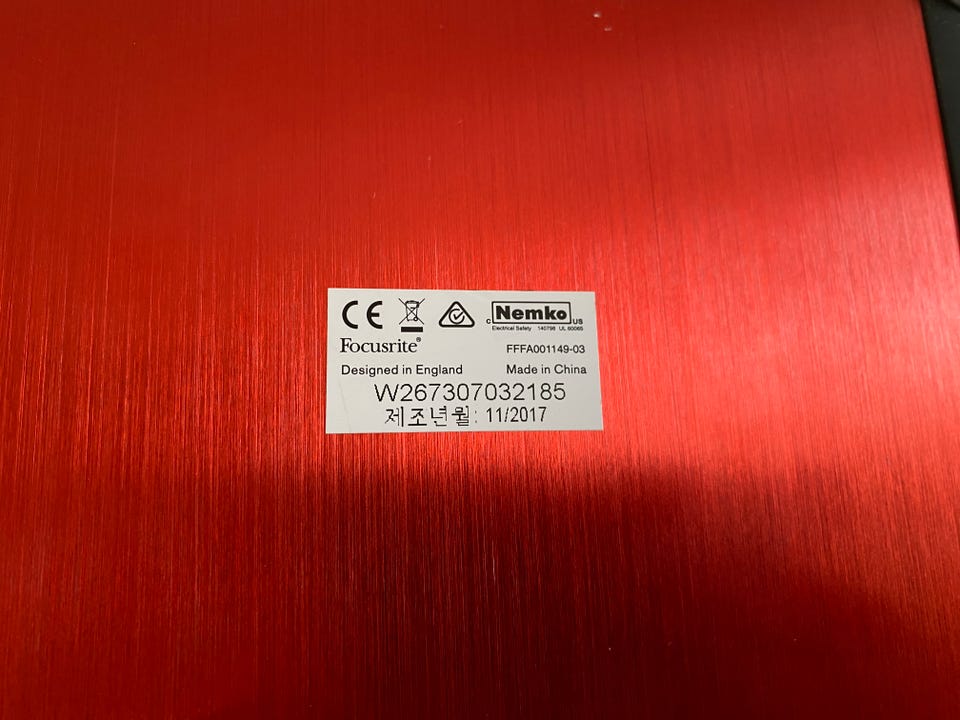 CE
c Nemko US
Electrical Safety 140798 UL 60065
Focusrite®
FFFA001149-03
Designed in England
Made in China
W267307032185
제조년월: 11/2017